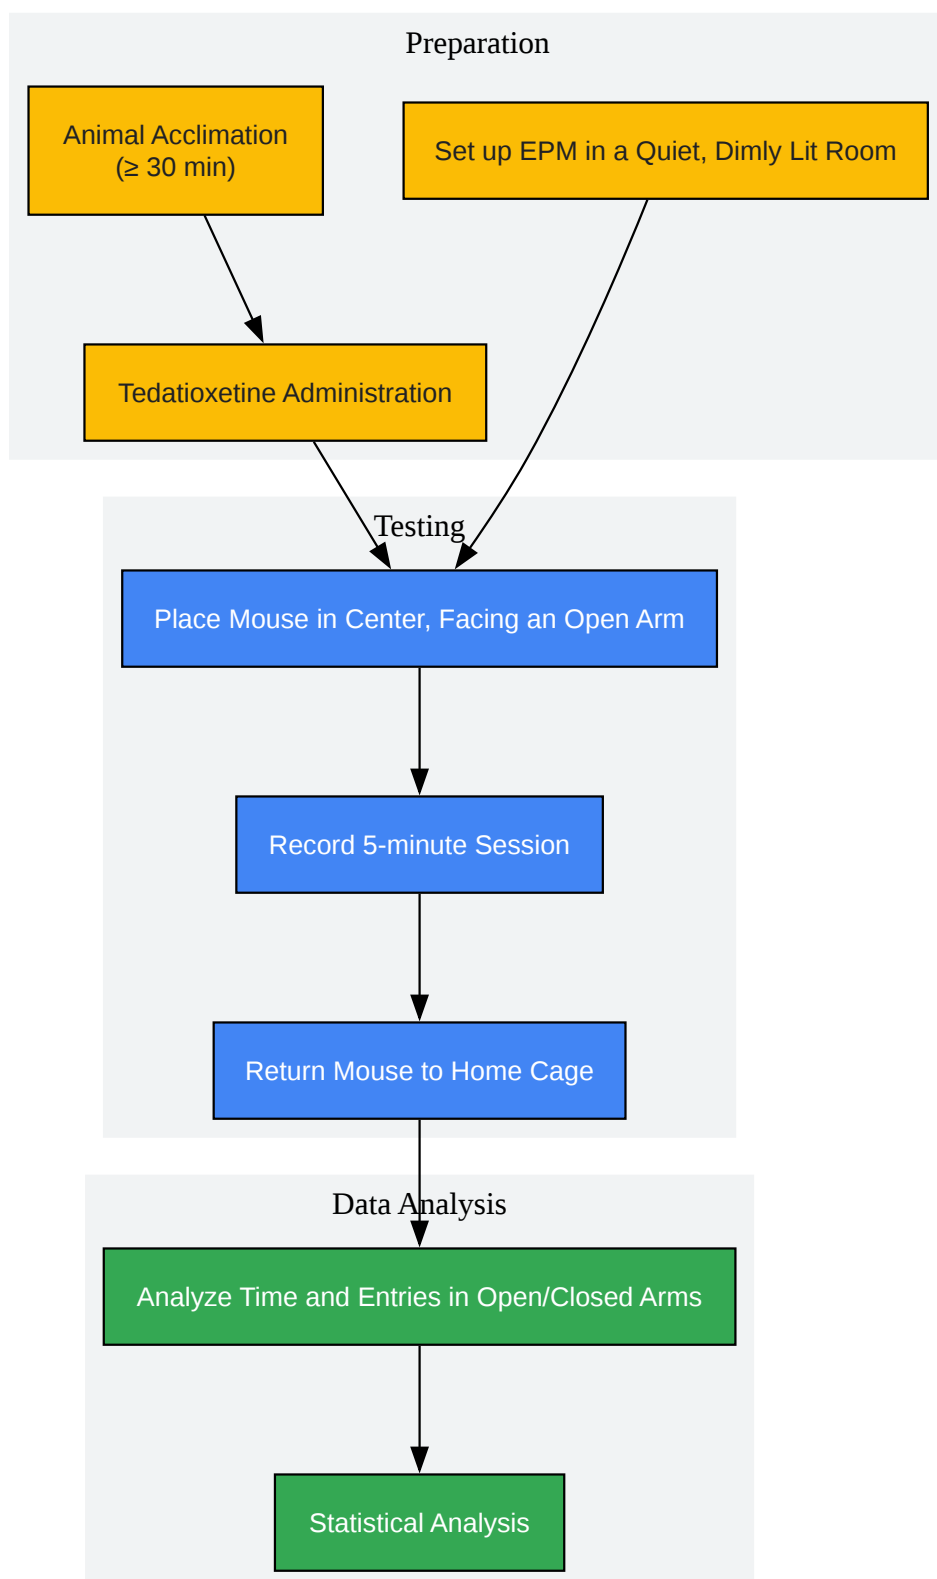 Preparation
Animal Acclimation
(≥ 30 min)
Set up EPM in a Quiet, Dimly Lit Room
Tedatioxetine Administration
Testing
Place Mouse in Center, Facing an Open Arm
Record 5-minute Session
Return Mouse to Home Cage
Data Analysis
Analyze Time and Entries in Open/Closed Arms
Statistical Analysis